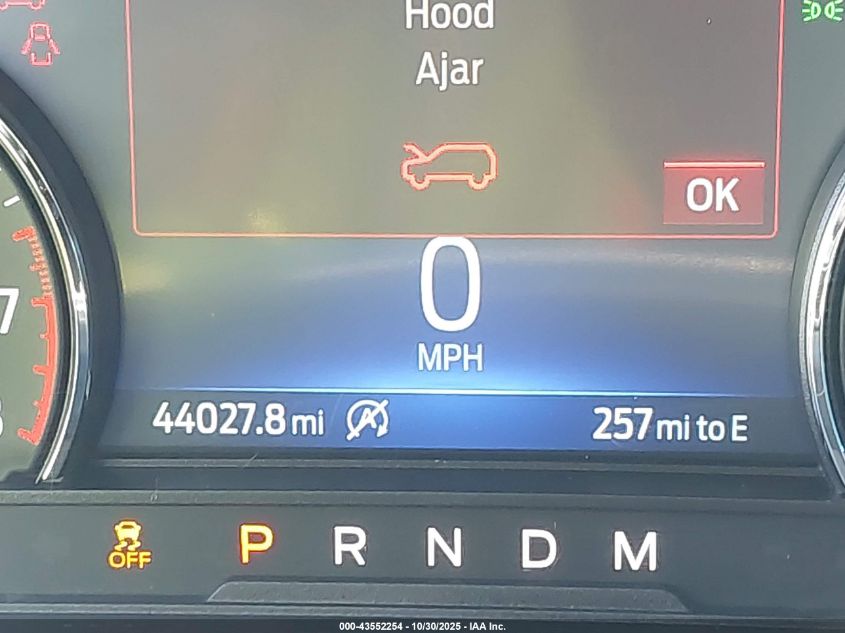 Hood
Ajar
OK
0
MPH
7
44027.8 mi
257 mi to E
OFF
P R N D M
000-43552254 - 10/30/2025 - IAA Inc.